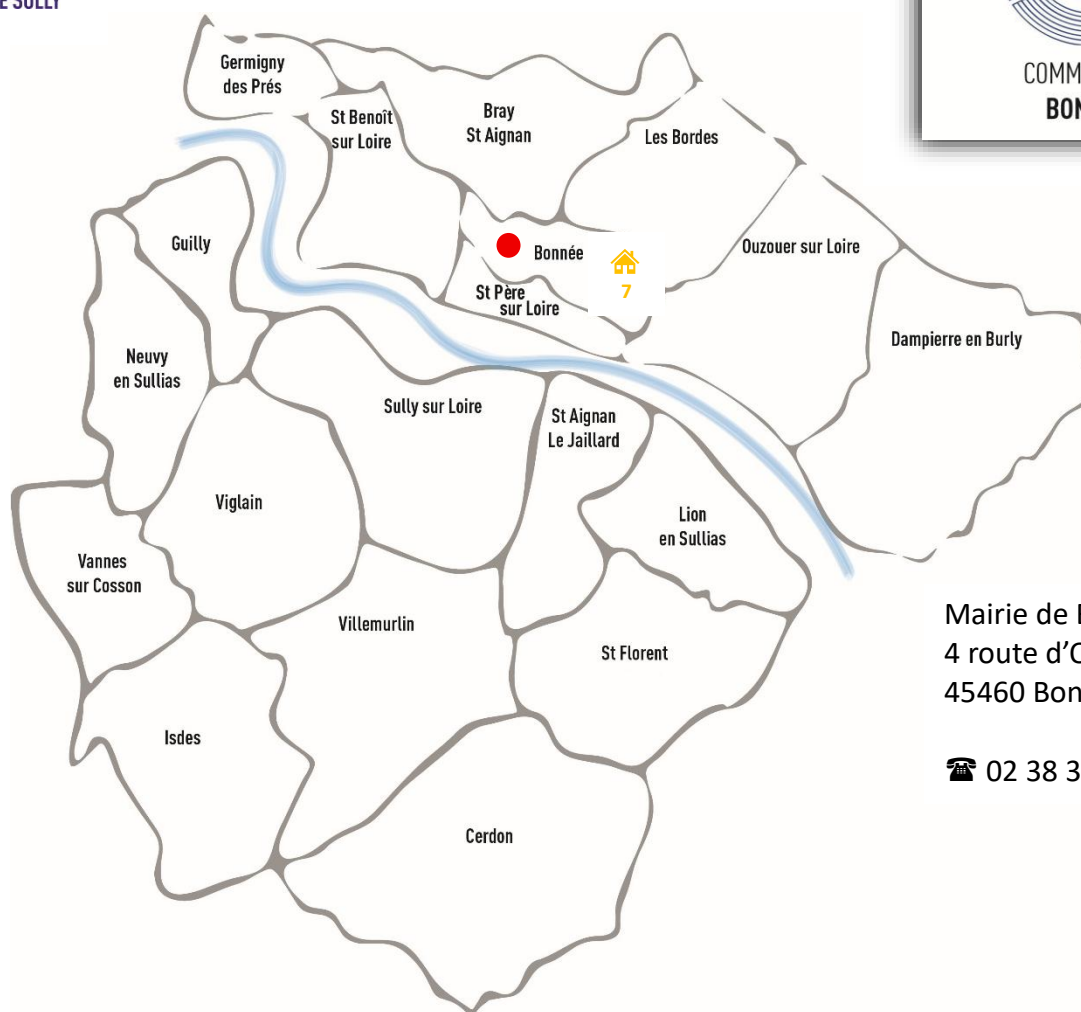 SULLY
COMM
BON
Germigny
des Prés
St Benoît
sur Loire
Bray
St Aignan
Les Bordes
Guilly
Bonnée
7
Ouzouer sur Loire
St Père
sur Loire
Neuvy
en Sullias
Dampierre en Burly
Sully sur Loire
St Aignan
Le Jaillard
Viglain
Lion
en Sullias
Vannes
sur Cosson
Villemurlin
St Florent
Mairie de
4 route d’O
45460 Bon
Isdes
☎ 02 38 3
Cerdon